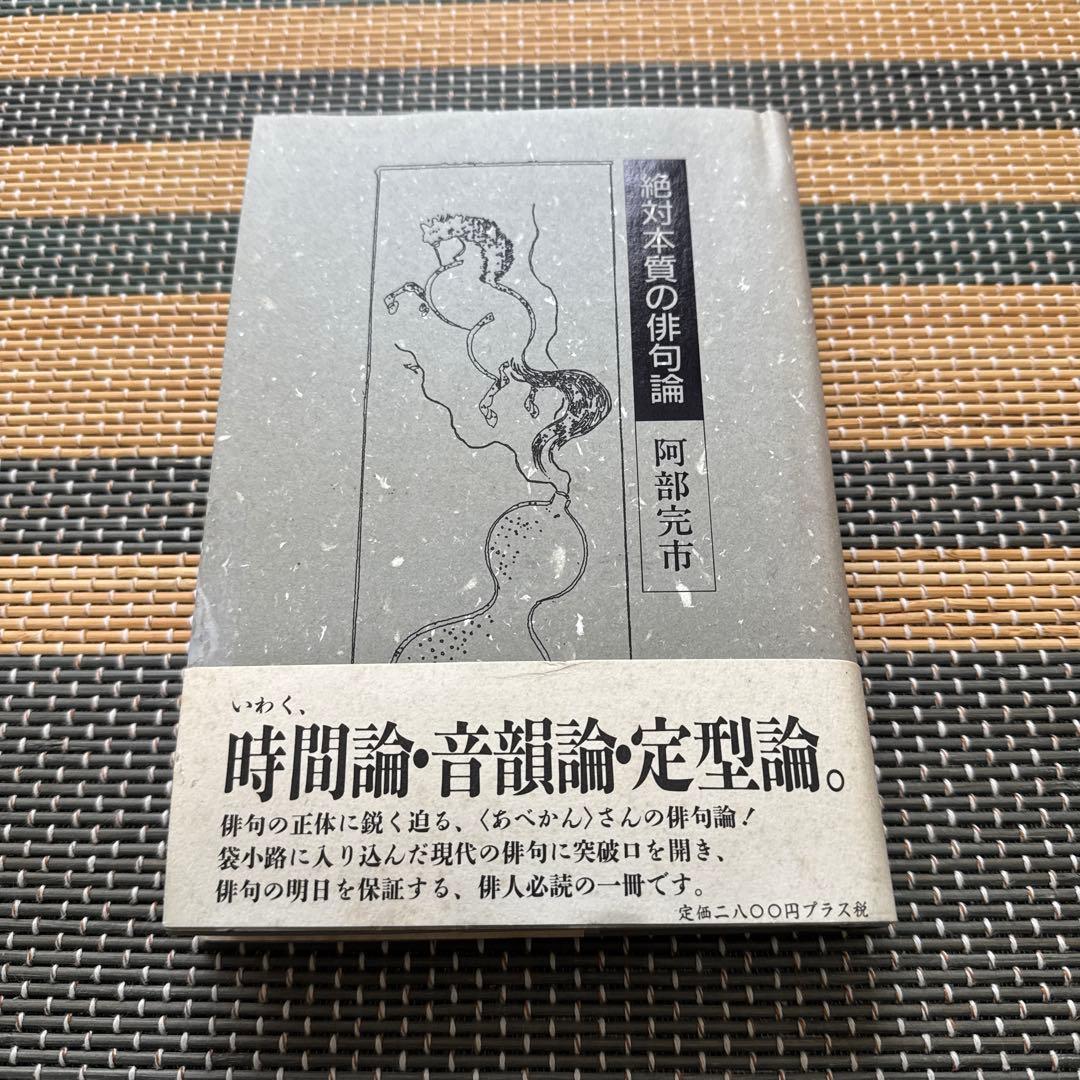 絶対本質の俳句論
阿部完市
いわく、
時間論・音韻論・定型論。
俳句の正体に鋭く迫る、〈あべかん〉さんの俳句論!
袋小路に入り込んだ現代の俳句に突破口を開き、
俳句の明日を保証する、俳人必読の一冊です。
定価二八〇〇円プラス税